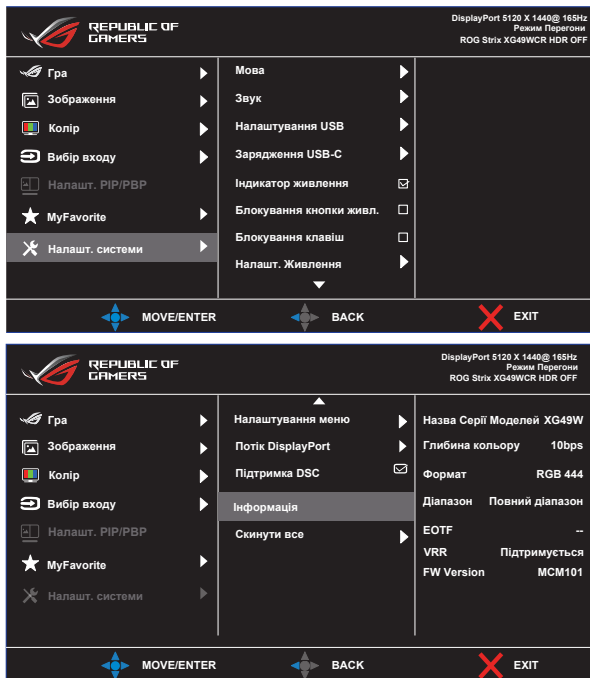 REPUBLIC OF
GAMERS
DisplayPort 5120 X 1440@ 165Hz
Режим Перегони
ROG Strix XG49WCR HDR OFF
Гра
Зображення
Колір
Вибір входу
Налашт. PIP/PBP
MyFavorite
Налашт. системи
Мова
Звук
Налаштування USB
Зарядження USB-C
Індикатор живлення
Блокування кнопки живл.
Блокування клавіш
Налашт. Живлення
MOVE/ENTER
BACK
EXIT
REPUBLIC OF
GAMERS
DisplayPort 5120 X 1440@ 165Hz
Режим Перегони
ROG Strix XG49WCR HDR OFF
Гра
Зображення
Колір
Вибір входу
Налашт. PIP/PBP
MyFavorite
Налашт. системи
Налаштування меню
Потік DisplayPort
Підтримка DSC
Інформація
Скинути все
Назва Серії Моделей XG49W
Глибина кольору 10bps
Формат RGB 444
Діапазон Повний діапазон
EOTF --
VRR Підтримується
FW Version MCM101
MOVE/ENTER
BACK
EXIT